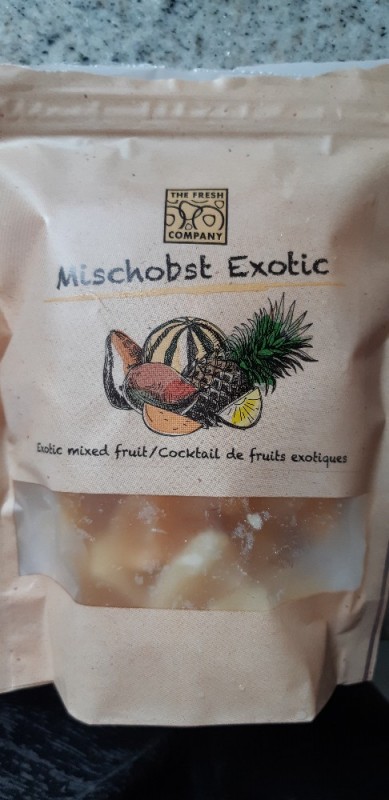 THE FRESH
COMPANY
Mischobst Exotic
Exotic mixed fruit/Cocktail de fruits exotiques